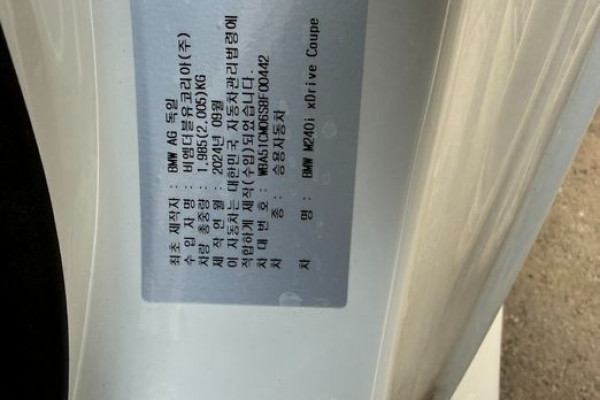 최초 제작자 : BMW AG 독일
수 입 자 명 : 비엠더블유코리아(주)
차량 총중량 : 1,985(2,005)KG
제 작 연 월 : 2024년 09월
이 자동차는 대한민국 자동차관리법령에
적합하게 제작(수입)되었습니다.
차 대 번 호 : WBA51CM06S8F00442
차 종 : 승용자동차
차 명 : BMW M240i xDrive Coupe